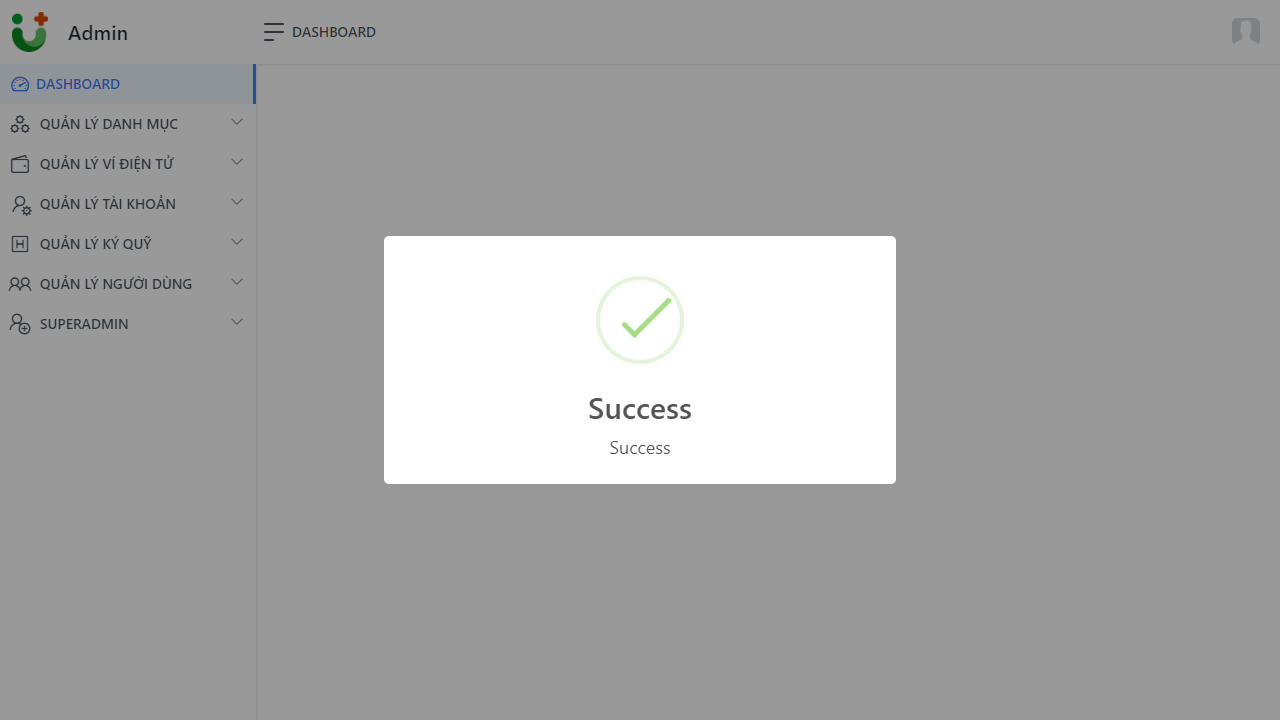 Admin
DASHBOARD
DASHBOARD
QUẢN LÝ DANH MỤC
QUẢN LÝ VÍ ĐIỆN TỬ
QUẢN LÝ TÀI KHOẢN
QUẢN LÝ KÝ QUỸ
QUẢN LÝ NGƯỜI DÙNG
SUPERADMIN
Success
Success